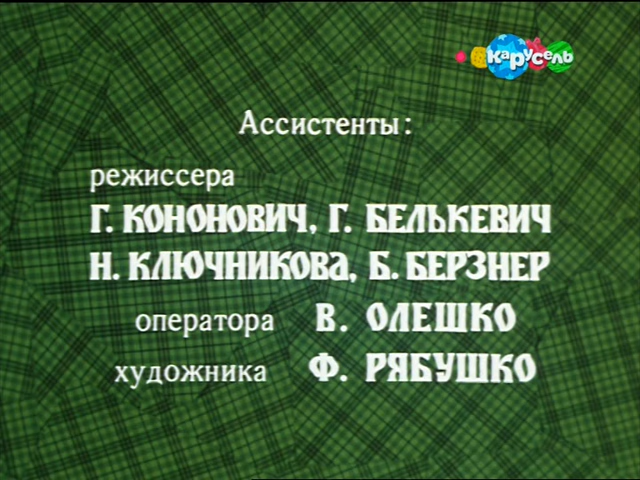 Карусель
Ассистенты:
режиссера
Г. КОНОНОВИЧ, Г. БЕЛЬКЕВИЧ
Н. КЛЮЧНИКОВА, Б. БЕРЗНЕР
оператора В. ОЛЕШКО
художника Ф. РЯБУШКО